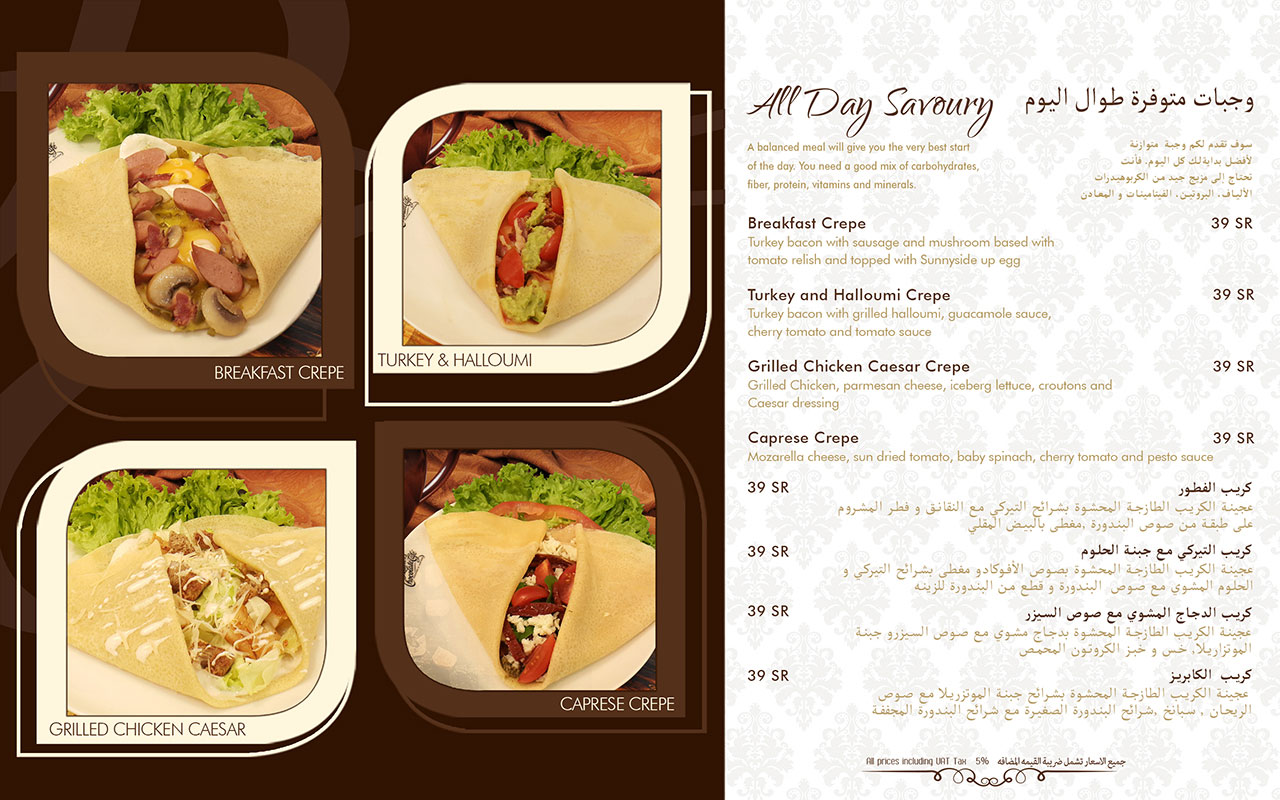 BREAKFAST CREPE
TURKEY & HALLOUMI
GRILLED CHICKEN CAESAR
CAPRESE CREPE
All Day Savoury
وجبات متوفرة طوال اليوم
A balanced meal will give you the very best start
of the day. You need a good mix of carbohydrates,
fiber, protein, vitamins and minerals.
سوف تقدم لكم وجبة متوازنة
لأفضل بدايةلك كل اليوم. فأنت
تحتاج إلى مزيج جيد من الكربوهيدرات
الألياف، البروتين، الفيتامينات و المعادن
Breakfast Crepe 39 SR
Turkey bacon with sausage and mushroom based with
tomato relish and topped with Sunnyside up egg
Turkey and Halloumi Crepe 39 SR
Turkey bacon with grilled halloumi, guacamole sauce,
cherry tomato and tomato sauce
Grilled Chicken Caesar Crepe 39 SR
Grilled Chicken, parmesan cheese, iceberg lettuce, croutons and
Caesar dressing
Caprese Crepe 39 SR
Mozarella cheese, sun dried tomato, baby spinach, cherry tomato and pesto sauce
كريب الفطور 39 SR
عجينة الكريب الطازجة المحشوة بشرائح التيركي مع النقانق و فطر المشروم
على طبقة من صوص البندورة ,مغطى بالبيض المقلي
كريب التيركي مع جبنة الحلوم 39 SR
عجينة الكريب الطازجة المحشوة بصوص الأفوكادو مغطى بشرائح التيركي و
الحلوم المشوي مع صوص البندورة و قطع من البندورة للزينه
كريب الدجاج المشوي مع صوص السيزر 39 SR
عجينة الكريب الطازجة المحشوة بدجاج مشوي مع صوص السيزرو جبنة
الموتزاريلا, خس و خبز الكروتون المحمص
كريب الكابريز 39 SR
عجينة الكريب الطازجة المحشوة بشرائح جبنة الموتزريلا مع صوص
الريحان , سبانخ ,شرائح البندورة الصغيرة مع شرائح البندورة المجففة
All prices including VAT Tax 5% جميع الاسعار تشمل ضريبة القيمه المضافه